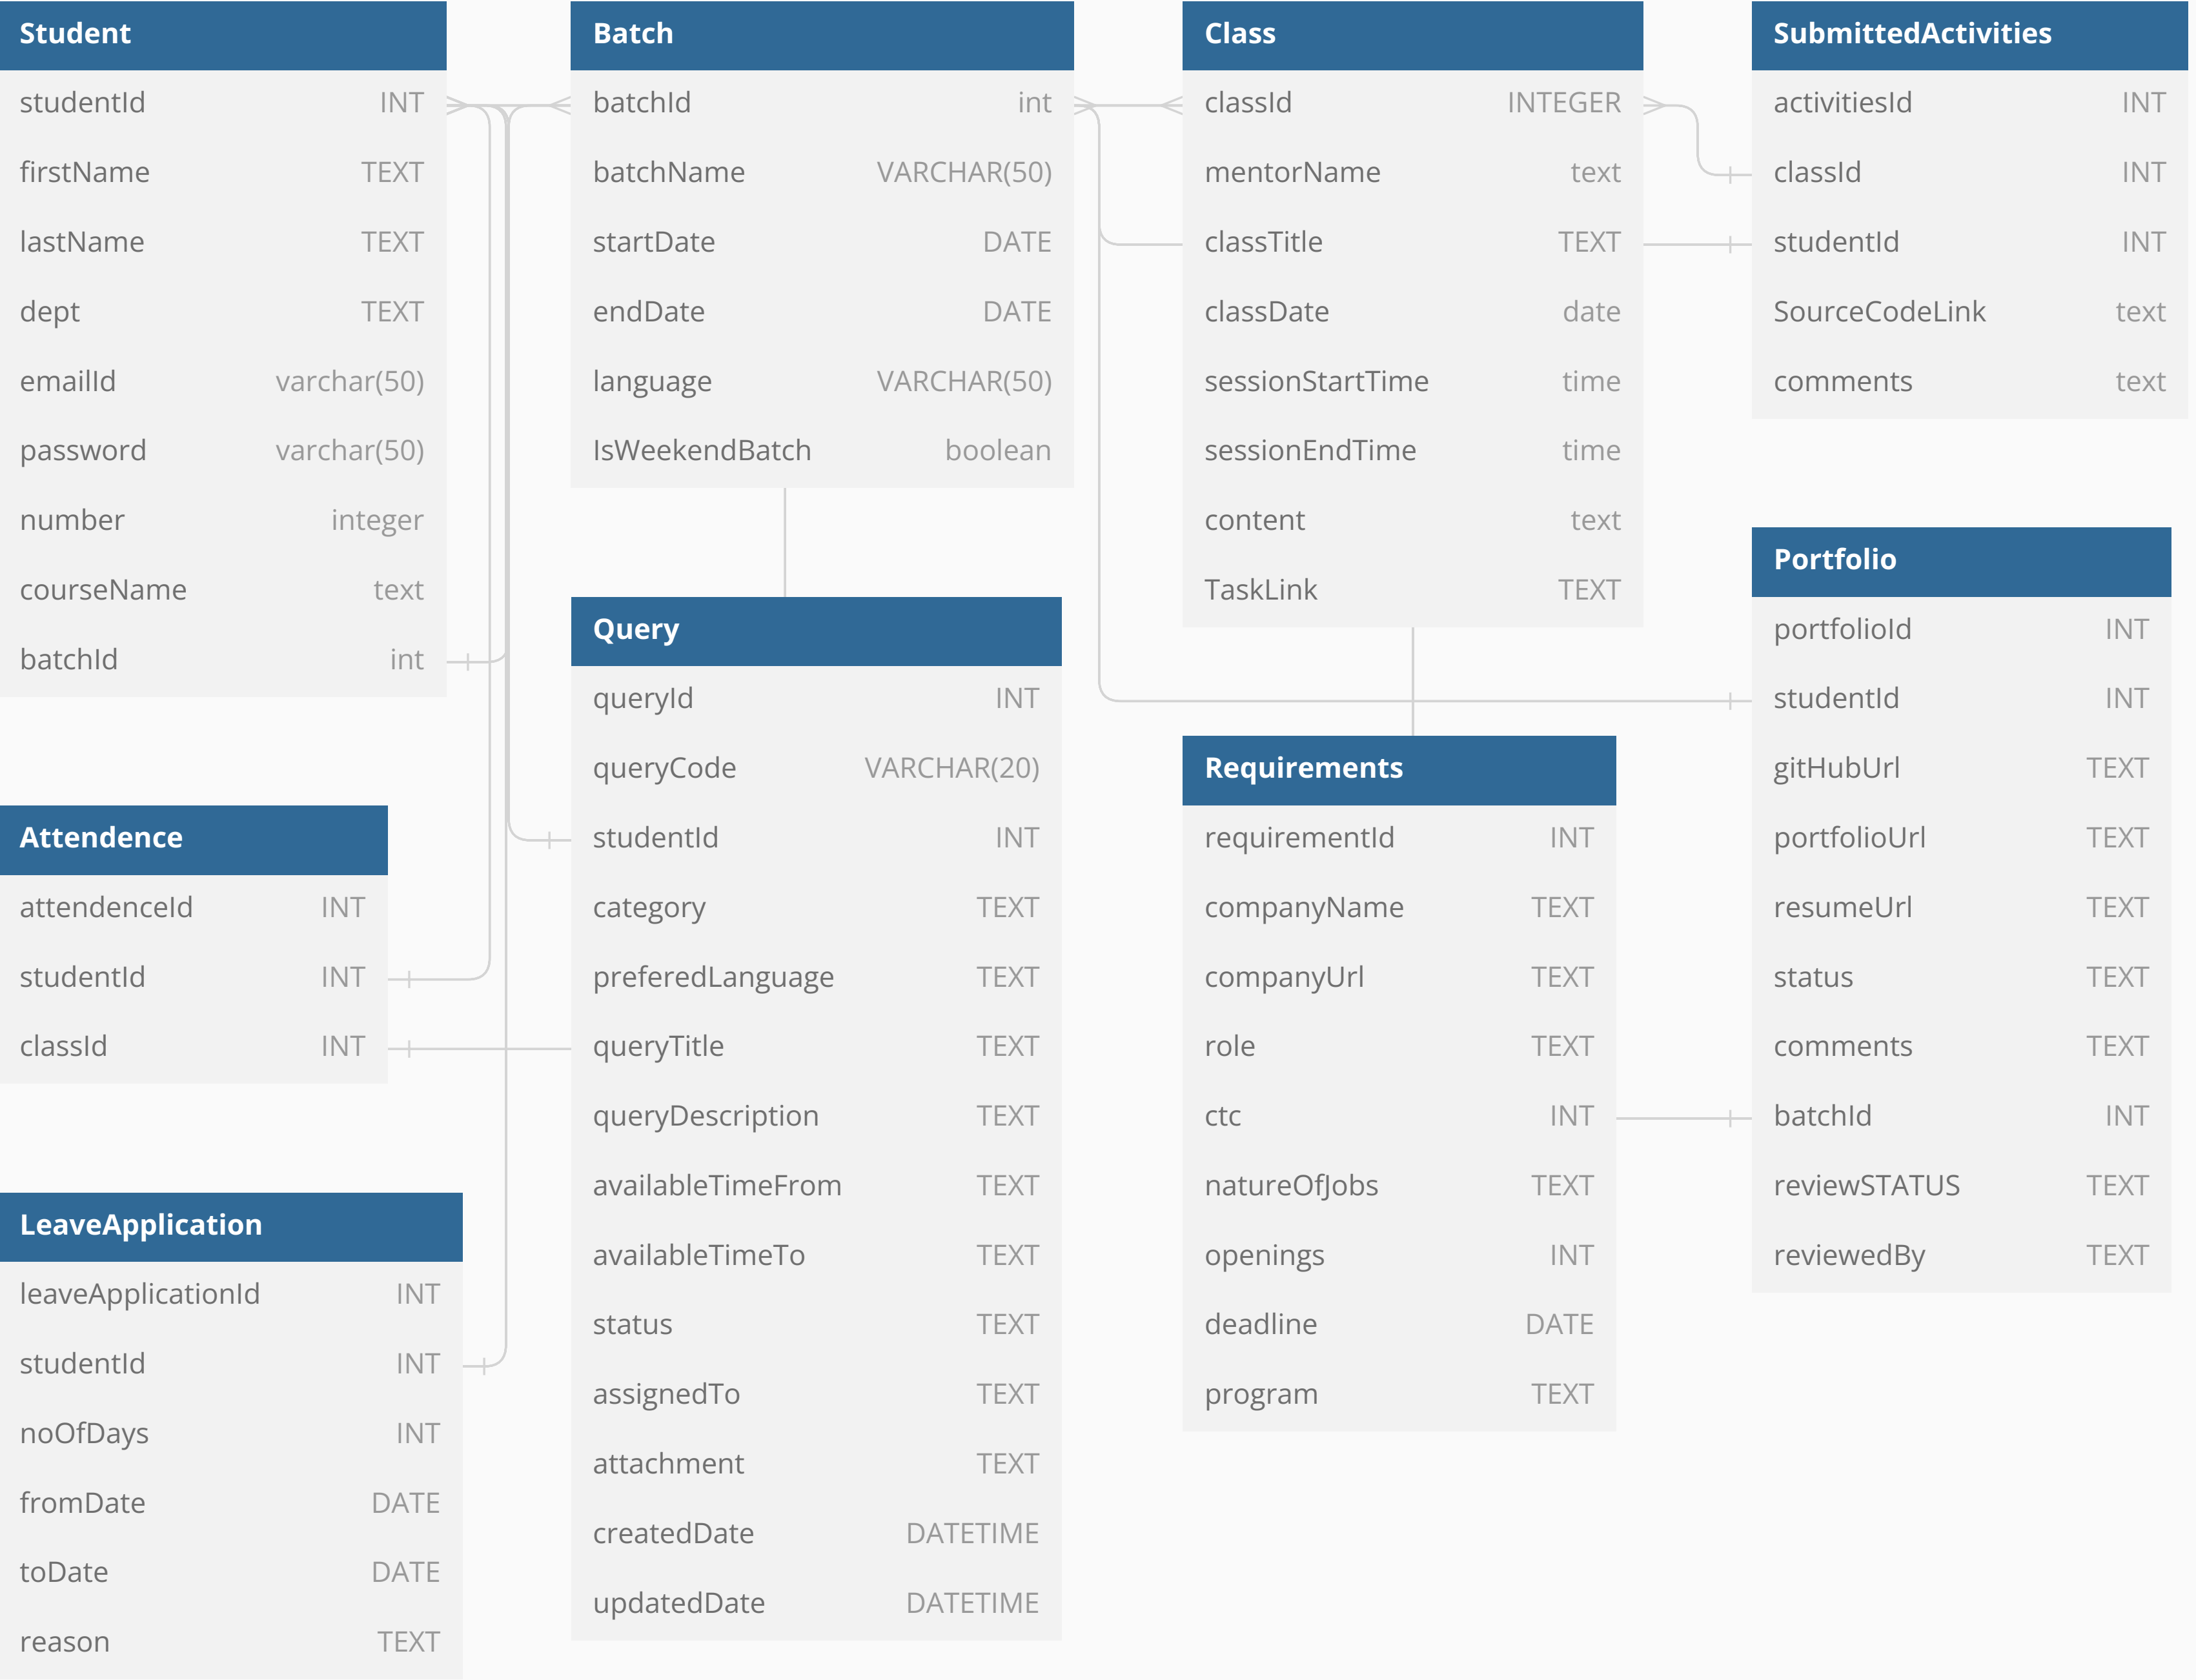 Student
studentId INT
firstName TEXT
lastName TEXT
dept TEXT
emailId varchar(50)
password varchar(50)
number integer
courseName text
batchId int
Batch
batchId int
batchName VARCHAR(50)
startDate DATE
endDate DATE
language VARCHAR(50)
IsWeekendBatch boolean
Class
classId INTEGER
mentorName text
classTitle TEXT
classDate date
sessionStartTime time
sessionEndTime time
content text
TaskLink TEXT
SubmittedActivities
activitiesId INT
classId INT
studentId INT
SourceCodeLink text
comments text
Attendence
attendenceId INT
studentId INT
classId INT
LeaveApplication
leaveApplicationId INT
studentId INT
noOfDays INT
fromDate DATE
toDate DATE
reason TEXT
Query
queryId INT
queryCode VARCHAR(20)
studentId INT
category TEXT
preferedLanguage TEXT
queryTitle TEXT
queryDescription TEXT
availableTimeFrom TEXT
availableTimeTo TEXT
status TEXT
assignedTo TEXT
attachment TEXT
createdDate DATETIME
updatedDate DATETIME
Requirements
requirementId INT
companyName TEXT
companyUrl TEXT
role TEXT
ctc INT
natureOfJobs TEXT
openings INT
deadline DATE
program TEXT
Portfolio
portfolioId INT
studentId INT
gitHubUrl TEXT
portfolioUrl TEXT
resumeUrl TEXT
status TEXT
comments TEXT
batchId INT
reviewSTATUS TEXT
reviewedBy TEXT